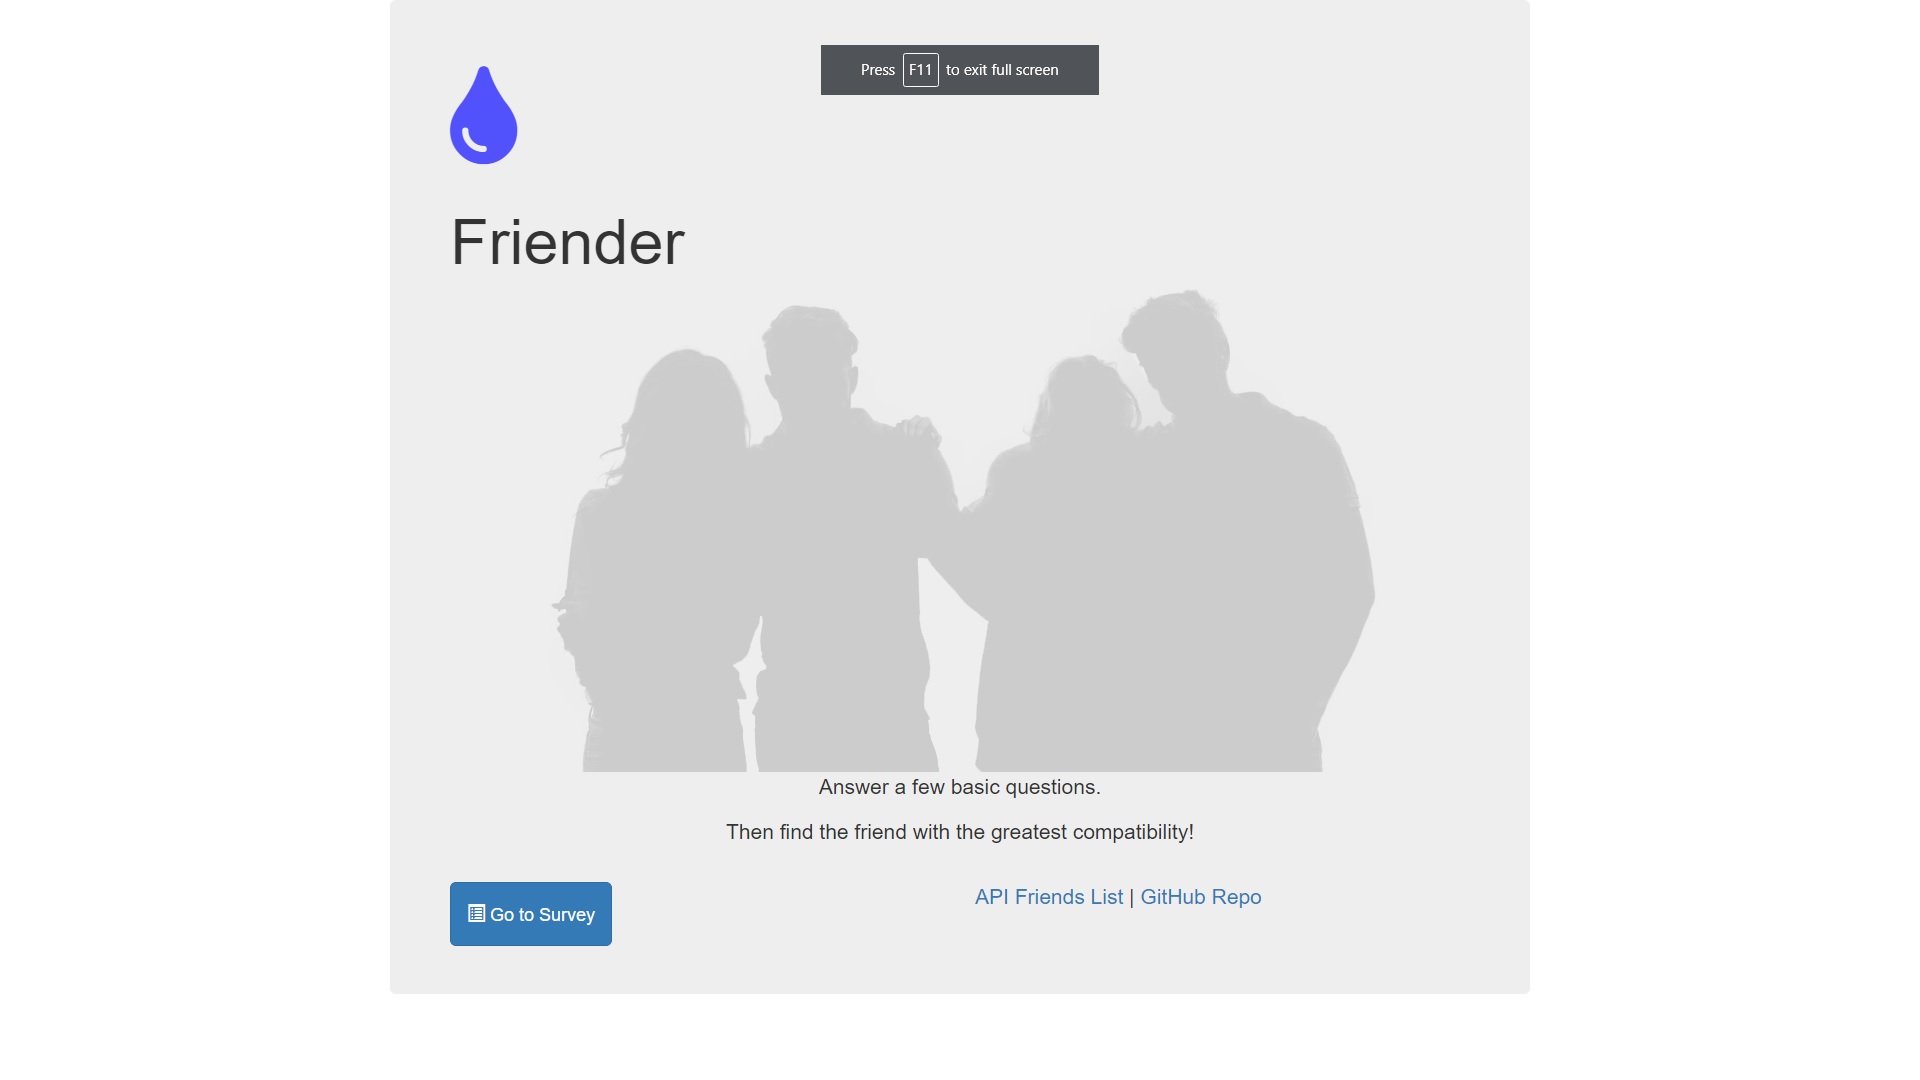 Press F11 to exit full screen
Friender
Answer a few basic questions.
Then find the friend with the greatest compatibility!
Go to Survey
API Friends List | GitHub Repo